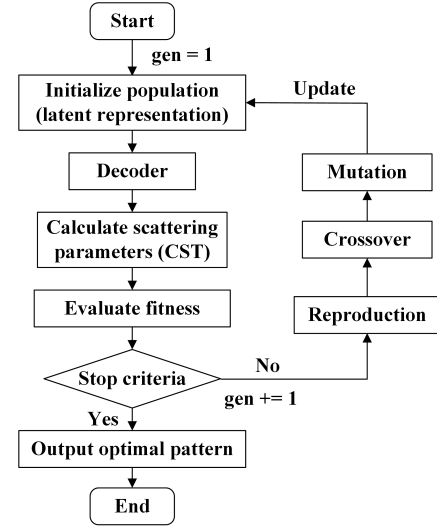 Start
gen = 1
Initialize population
(latent representation)
Decoder
Calculate scattering
parameters (CST)
Evaluate fitness
Stop criteria
Yes
Output optimal pattern
End
No
gen += 1
Reproduction
Crossover
Mutation
Update